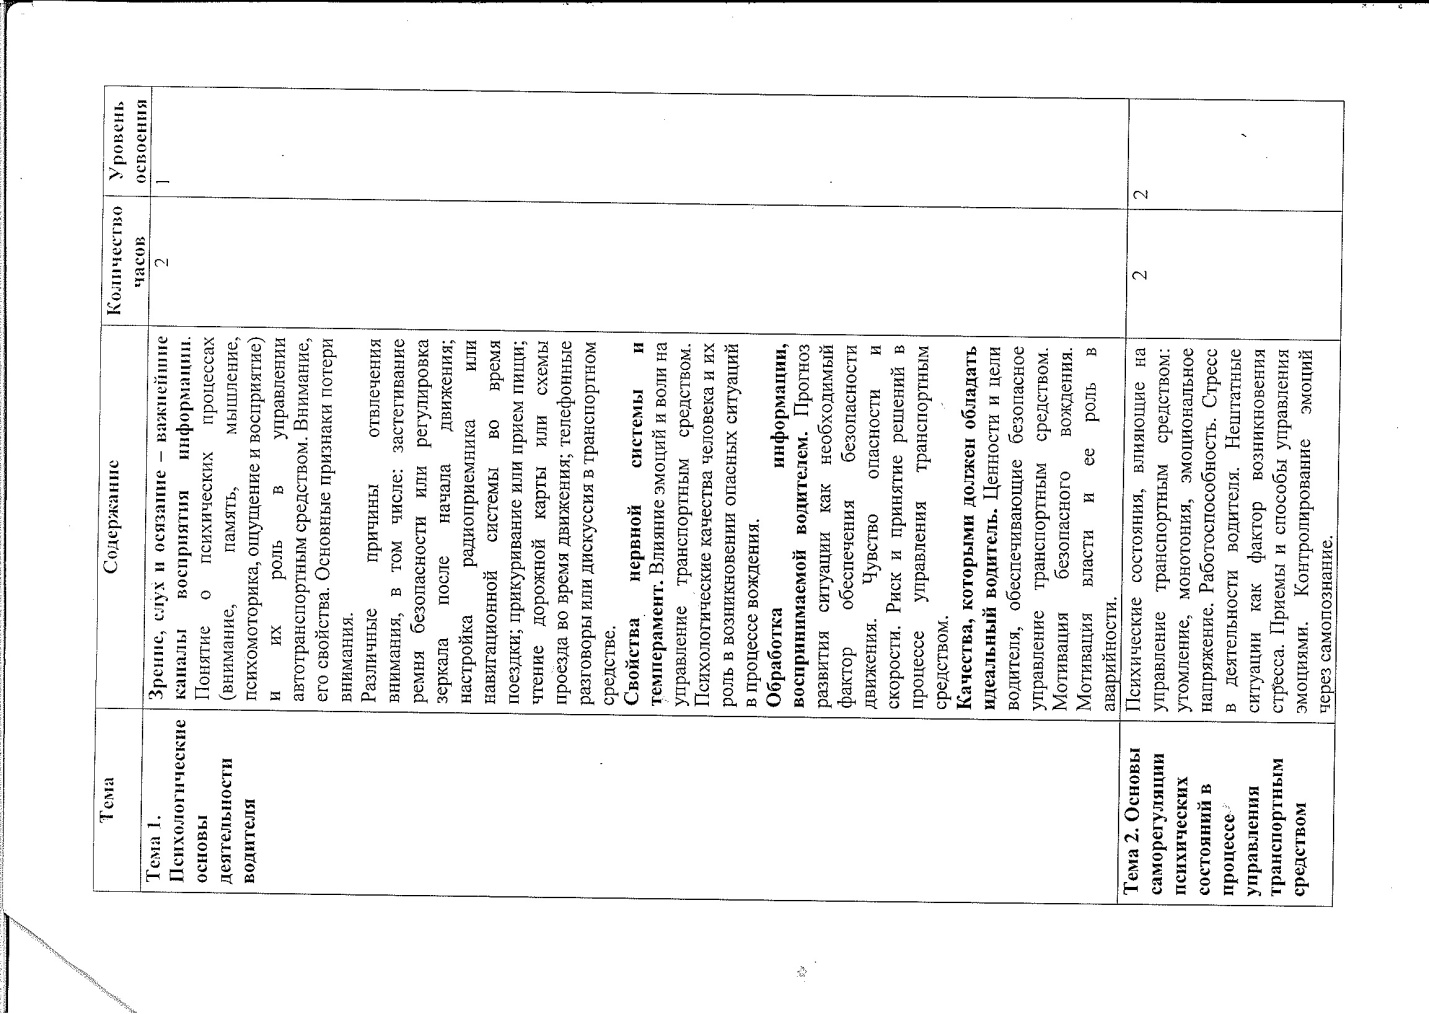 Тема
Содержание
Количество
часов
Уровень
освоения
Тема 1.
Психологические
основы
деятельности
водителя
Зрение, слух и осязание – важнейшие
каналы восприятия информации.
Понятие о психических процессах
(внимание, память, мышление,
психомоторика, ощущение и восприятие)
и их роль в управлении
автотранспортным средством. Внимание,
его свойства. Основные признаки потери
внимания.
Различные причины отвлечения
внимания, в том числе: застегивание
ремня безопасности или регулировка
зеркала после начала движения;
настройка радиоприемника или
навигационной системы во время
поездки; прикуривание или прием пищи;
чтение дорожной карты или схемы
проезда во время движения; телефонные
разговоры или дискуссия в транспортном
средстве.
Свойства нервной системы и
темперамент. Влияние эмоций и воли на
управление транспортным средством.
Психологические качества человека и их
роль в возникновении опасных ситуаций
в процессе вождения.
Обработка информации,
воспринимаемой водителем. Прогноз
развития ситуации как необходимый
фактор обеспечения безопасности
движения. Чувство опасности и
скорости. Риск и принятие решений в
процессе управления транспортным
средством.
Качества, которыми должен обладать
идеальный водитель. Ценности и цели
водителя, обеспечивающие безопасное
управление транспортным средством.
Мотивация безопасного вождения.
Мотивация власти и ее роль в
аварийности.
2
1
Тема 2. Основы
саморегуляции
психических
состояний в
процессе
управления
транспортным
средством
Психические состояния, влияющие на
управление транспортным средством:
утомление, монотония, эмоциональное
напряжение. Работоспособность. Стресс
в деятельности водителя. Нештатные
ситуации как фактор возникновения
стресса. Приемы и способы управления
эмоциями. Контролирование эмоций
через самопознание.
2
2